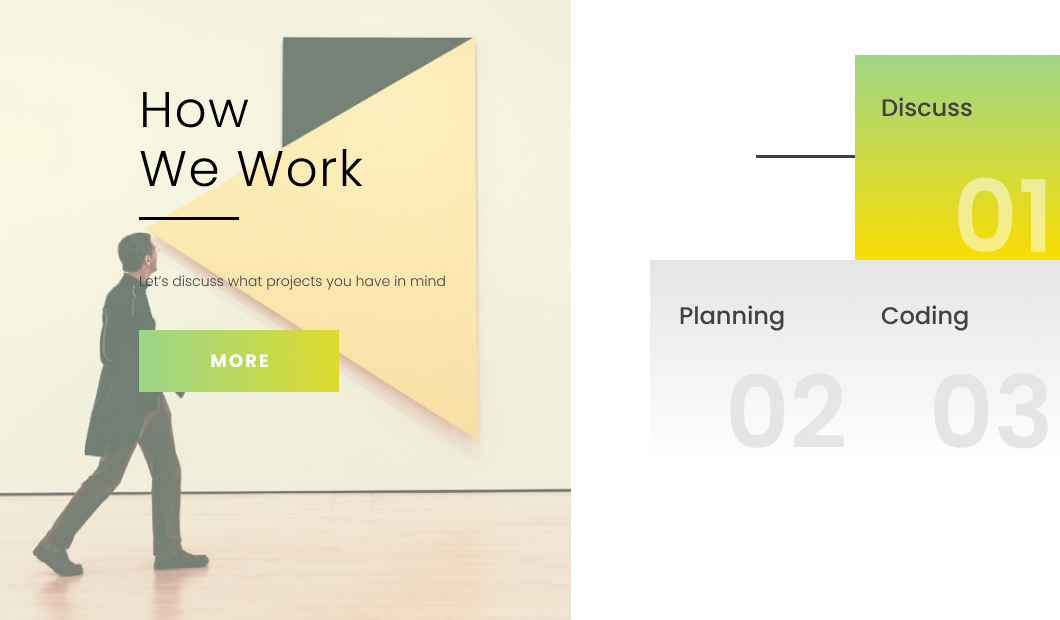 How
We Work
Let's discuss what projects you have in mind
MORE
Discuss
01
Planning
Coding
02
03